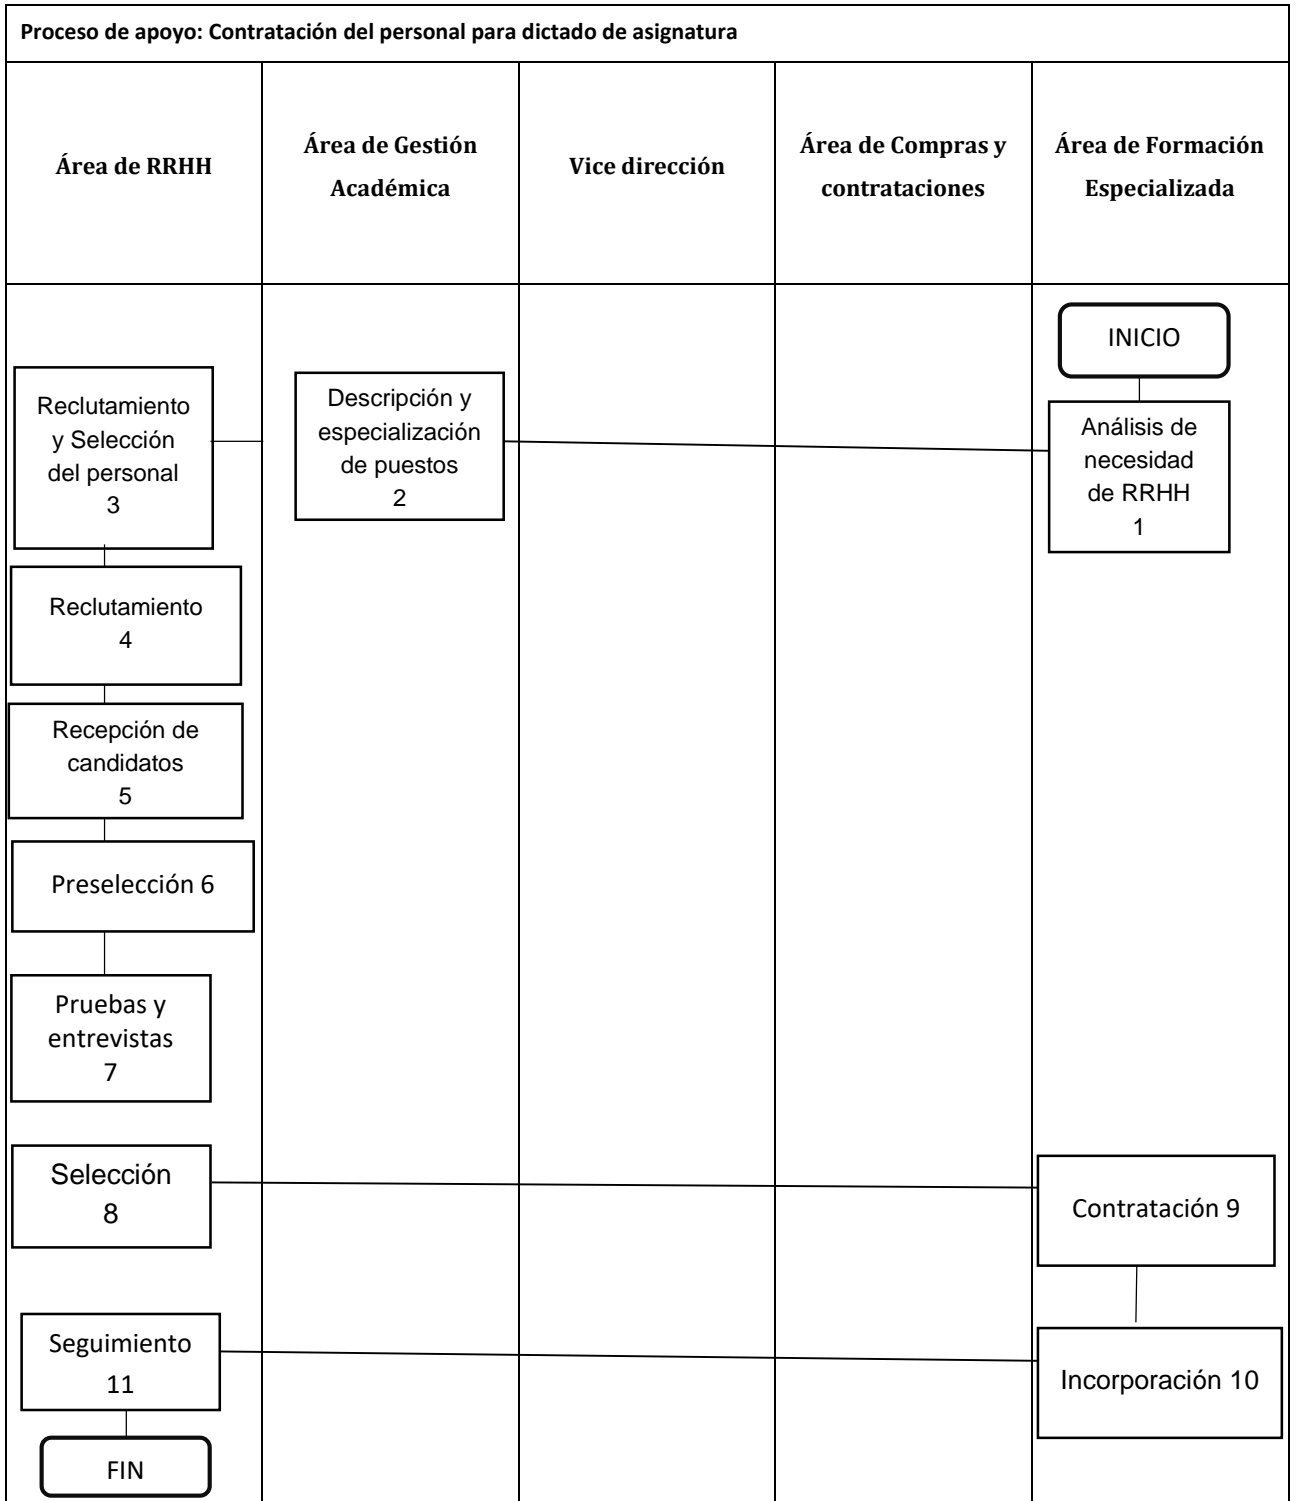 Proceso de apoyo: Contratación del personal para dictado de asignatura
Área de RRHH
Área de Gestión
Académica
Vice dirección
Área de Compras y
contrataciones
Área de Formación
Especializada
INICIO
Análisis de
necesidad
de RRHH
1
Descripción y
especialización
de puestos
2
Reclutamiento
y Selección
del personal
3
Reclutamiento
4
Recepción de
candidatos
5
Preselección 6
Pruebas y
entrevistas
7
Selección
8
Contratación 9
Incorporación 10
Seguimiento
11
FIN